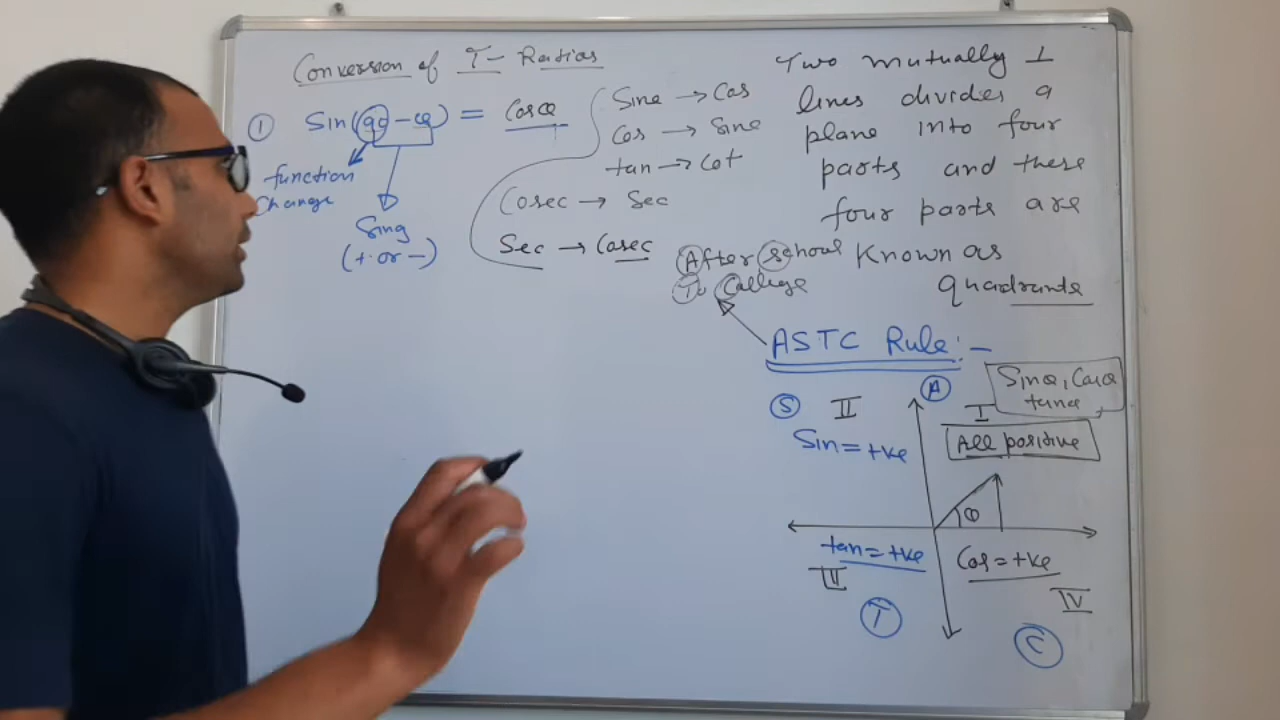 Conversion of T-Ratios
① Sin(90-θ) = Cosθ
function
Change
Sing
(+ or -)
Sine → Cos
Cos → Sine
tan → Cot
Cosec → Sec
Sec → Cosec
Two mutually ⊥
lines divides a
plane into four
parts and these
four parts are
Known as
quadrants
After school
To College
ASTC Rule:-
Sinθ, Cosθ
tanθ
A
S II
I
All positive
Sin = +ve
θ
tan = +ve
III
T
Cos = +ve
IV
C